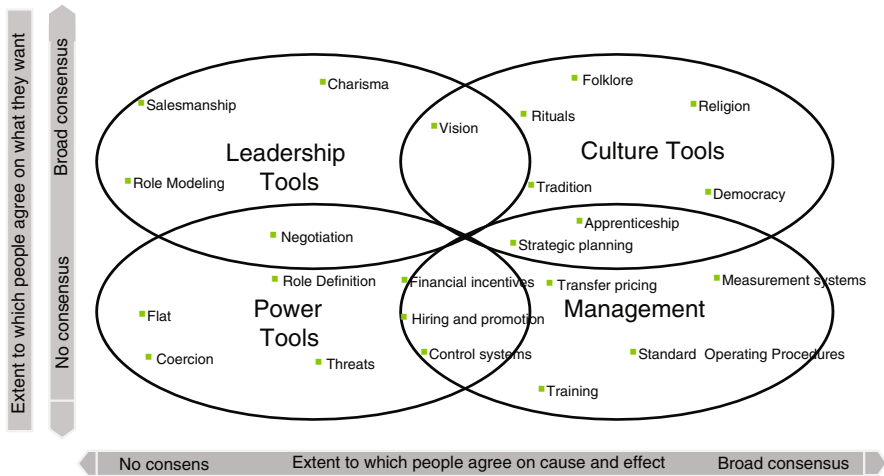 Extent to which people agree on what they want
Broad consensus
No consensus
Folklore
Charisma
Salesmanship
Religion
Rituals
Vision
Leadership
Tools
Culture Tools
Role Modeling
Tradition
Democracy
Apprenticeship
Negotiation
Strategic planning
Role Definition
Financial incentives
Transfer pricing
Measurement systems
Power
Tools
Management
Flat
Hiring and promotion
Coercion
Threats
Control systems
Standard Operating Procedures
Training
No consens
Extent to which people agree on cause and effect
Broad consensus